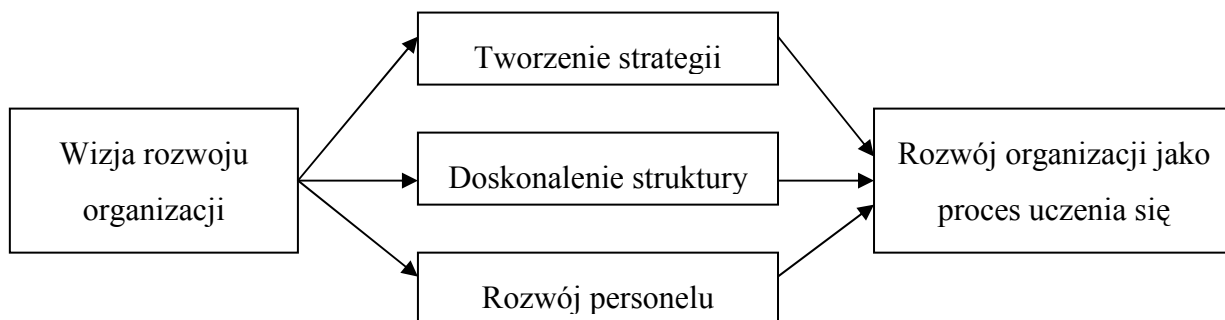 Wizja rozwoju
organizacji
Tworzenie strategii
Doskonalenie struktury
Rozwój personelu
Rozwój organizacji jako
proces uczenia się